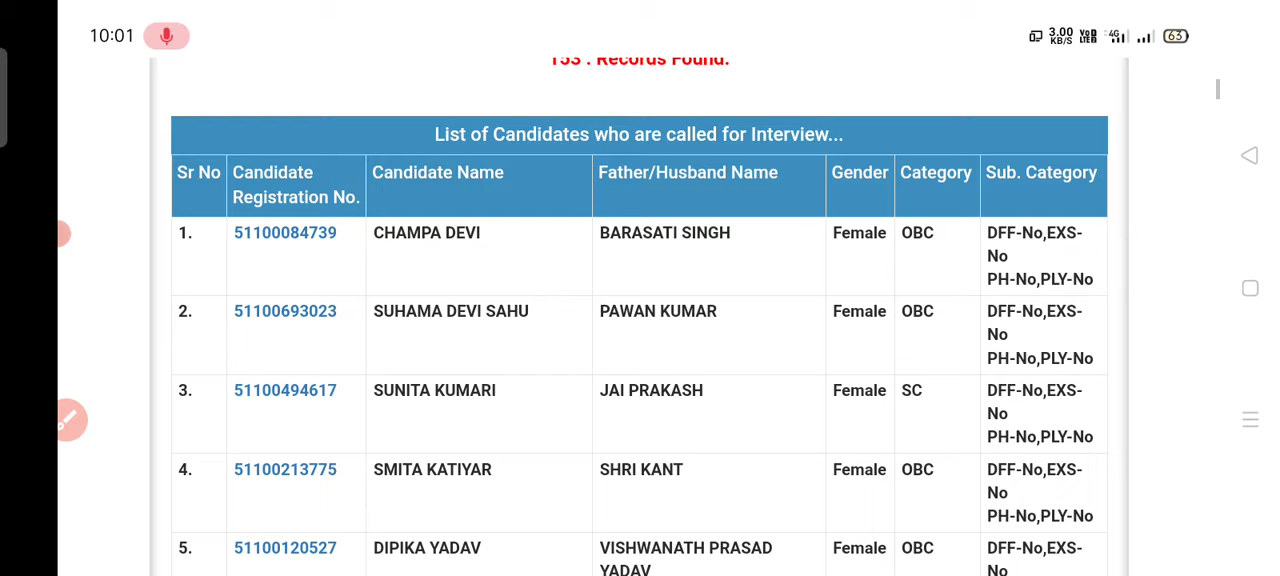 10:01
3.00
KB/S
VoD
LTE
4G
63
153 : Records Found.
List of Candidates who are called for Interview...
Sr No Candidate Registration No. Candidate Name Father/Husband Name Gender Category Sub. Category
1. 51100084739 CHAMPA DEVI BARASATI SINGH Female OBC DFF-No,EXS-
No
PH-No,PLY-No
2. 51100693023 SUHAMA DEVI SAHU PAWAN KUMAR Female OBC DFF-No,EXS-
No
PH-No,PLY-No
3. 51100494617 SUNITA KUMARI JAI PRAKASH Female SC DFF-No,EXS-
No
PH-No,PLY-No
4. 51100213775 SMITA KATIYAR SHRI KANT Female OBC DFF-No,EXS-
No
PH-No,PLY-No
5. 51100120527 DIPIKA YADAV VISHWANATH PRASAD Female OBC DFF-No,EXS-
YADAV No